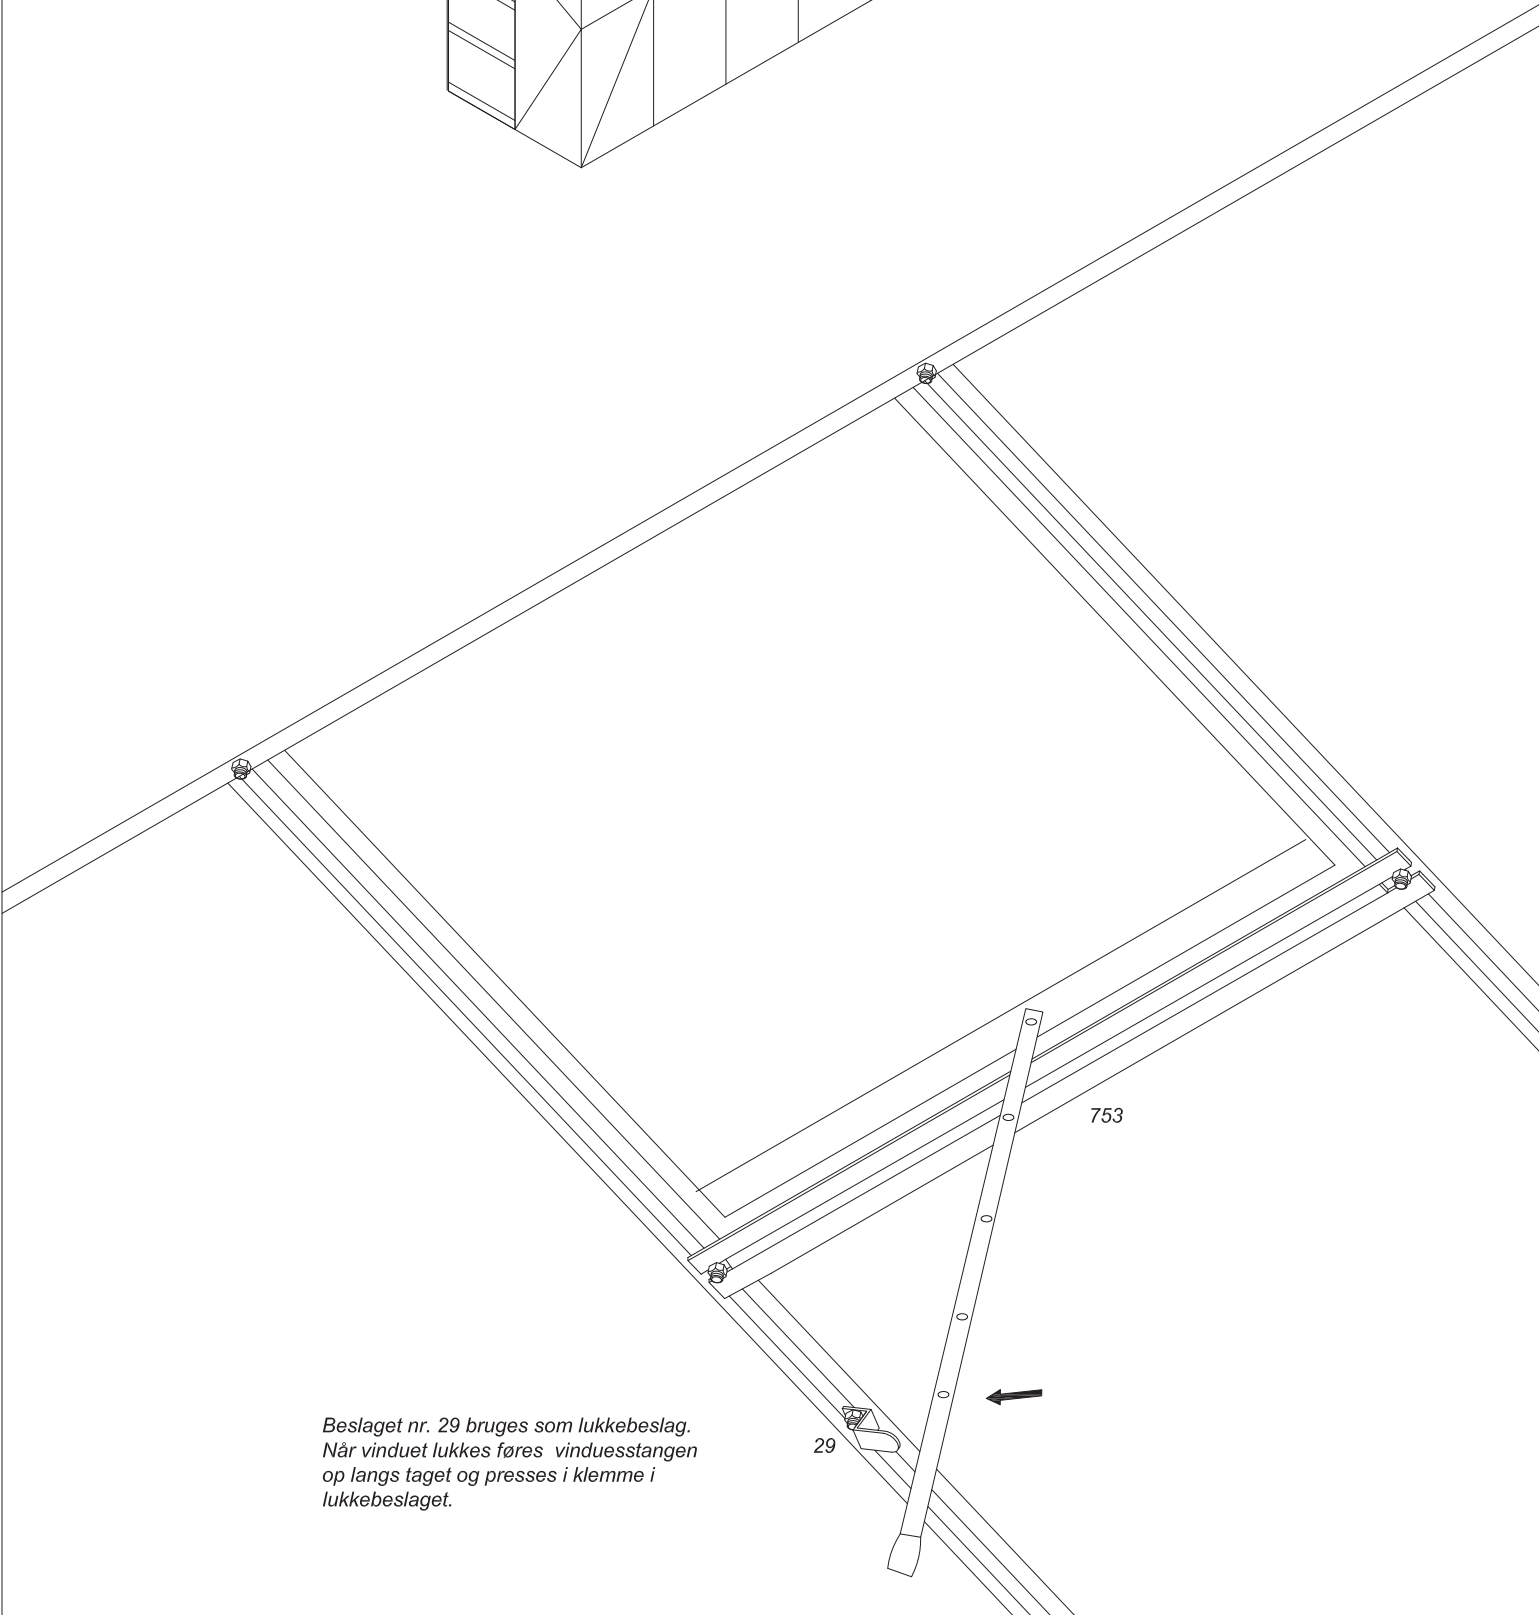 753
Beslaget nr. 29 bruges som lukkebeslag.
Når vinduet lukkes føres  vinduesstangen
op langs taget og presses i klemme i
lukkebeslaget.
29